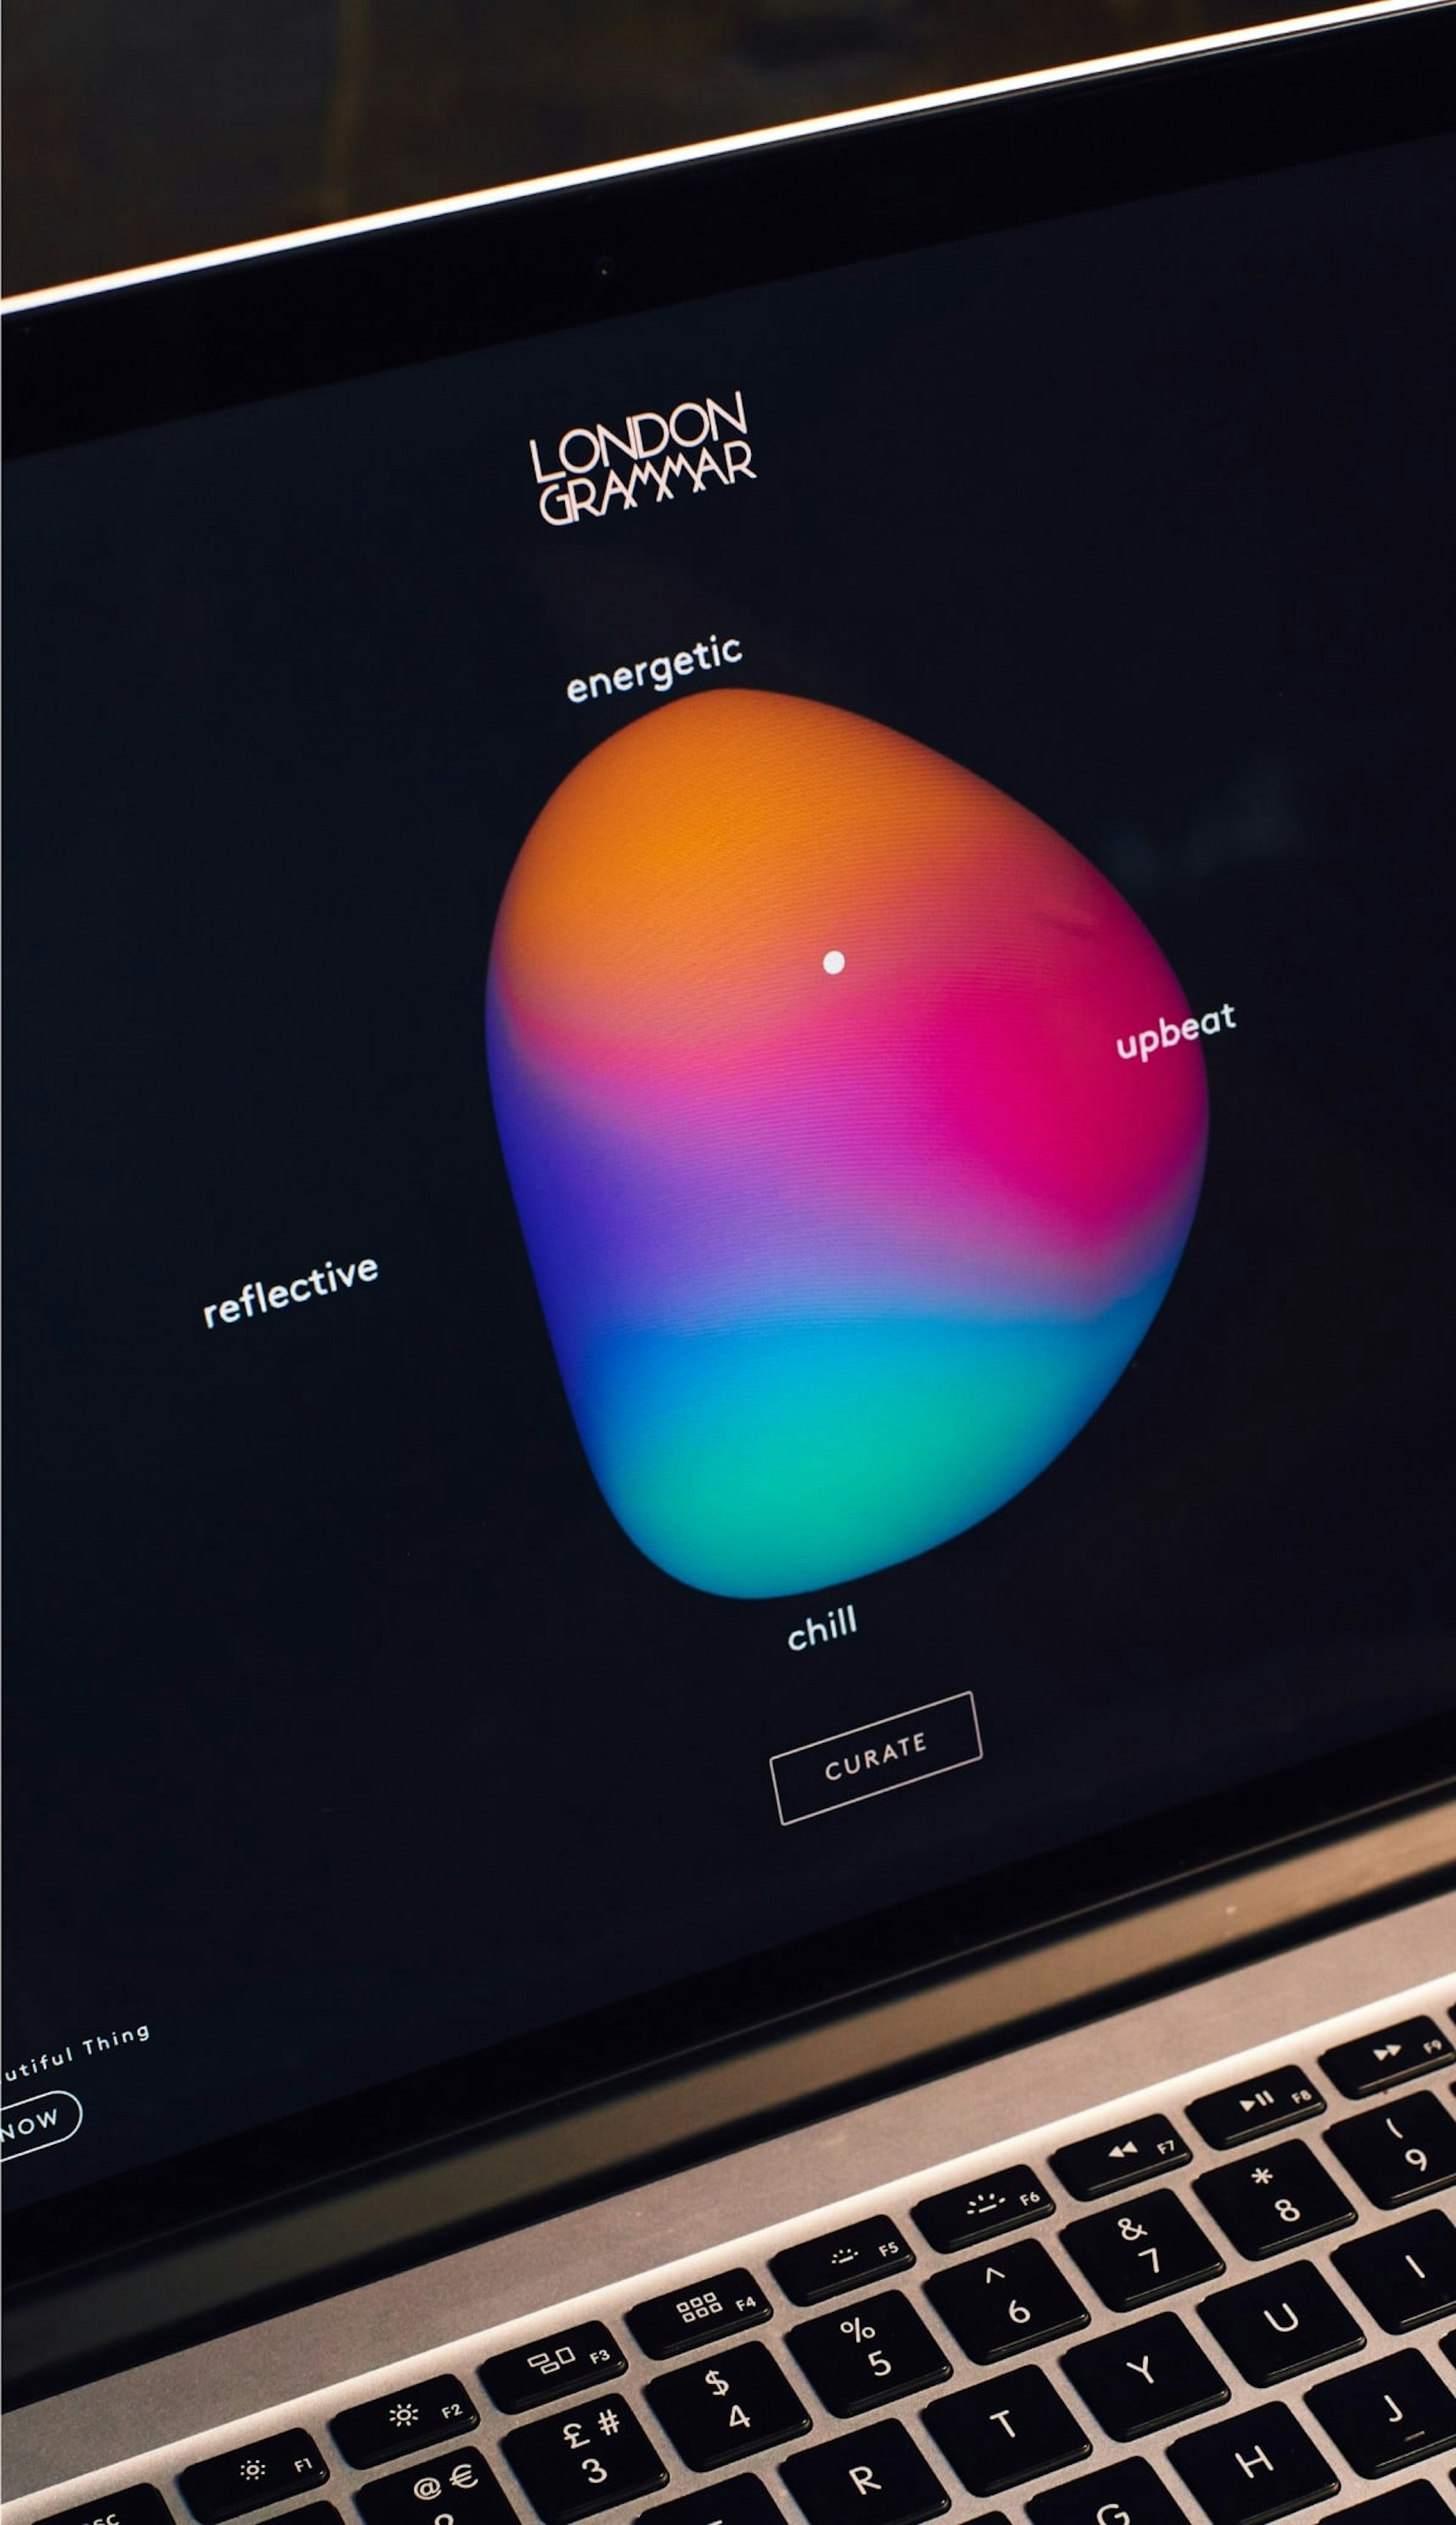 LONDON
GRAMMAR
energetic
upbeat
reflective
chill
CURATE
utiful Thing
NOW
F9
F8
F7
F6
F5
F4
F3
F2
F1
( 9
* 8
& 7
^ 6
% 5
$ 4
£ # 3
@ €
I
U
Y
T
R
J
H
G